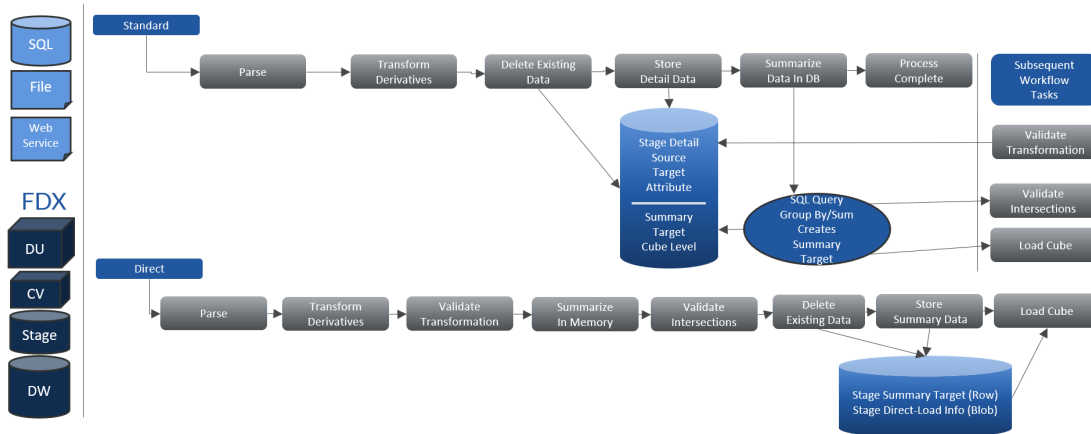 SQL
File
Web
Service
FDX
DU
CV
Stage
DW
Standard
Parse
Transform
Derivatives
Delete Existing
Data
Store
Detail Data
Summarize
Data In DB
Process
Complete
Subsequent
Workflow
Tasks
Stage Detail
Source
Target
Attribute
Summary
Target
Cube Level
SQL Query
Group By/Sum
Creates
Summary
Target
Validate
Transformation
Validate
Intersections
Load Cube
Direct
Parse
Transform
Derivatives
Validate
Transformation
Summarize
In Memory
Validate
Intersections
Delete
Existing Data
Store
Summary Data
Load Cube
Stage Summary Target (Row)
Stage Direct-Load Info (Blob)